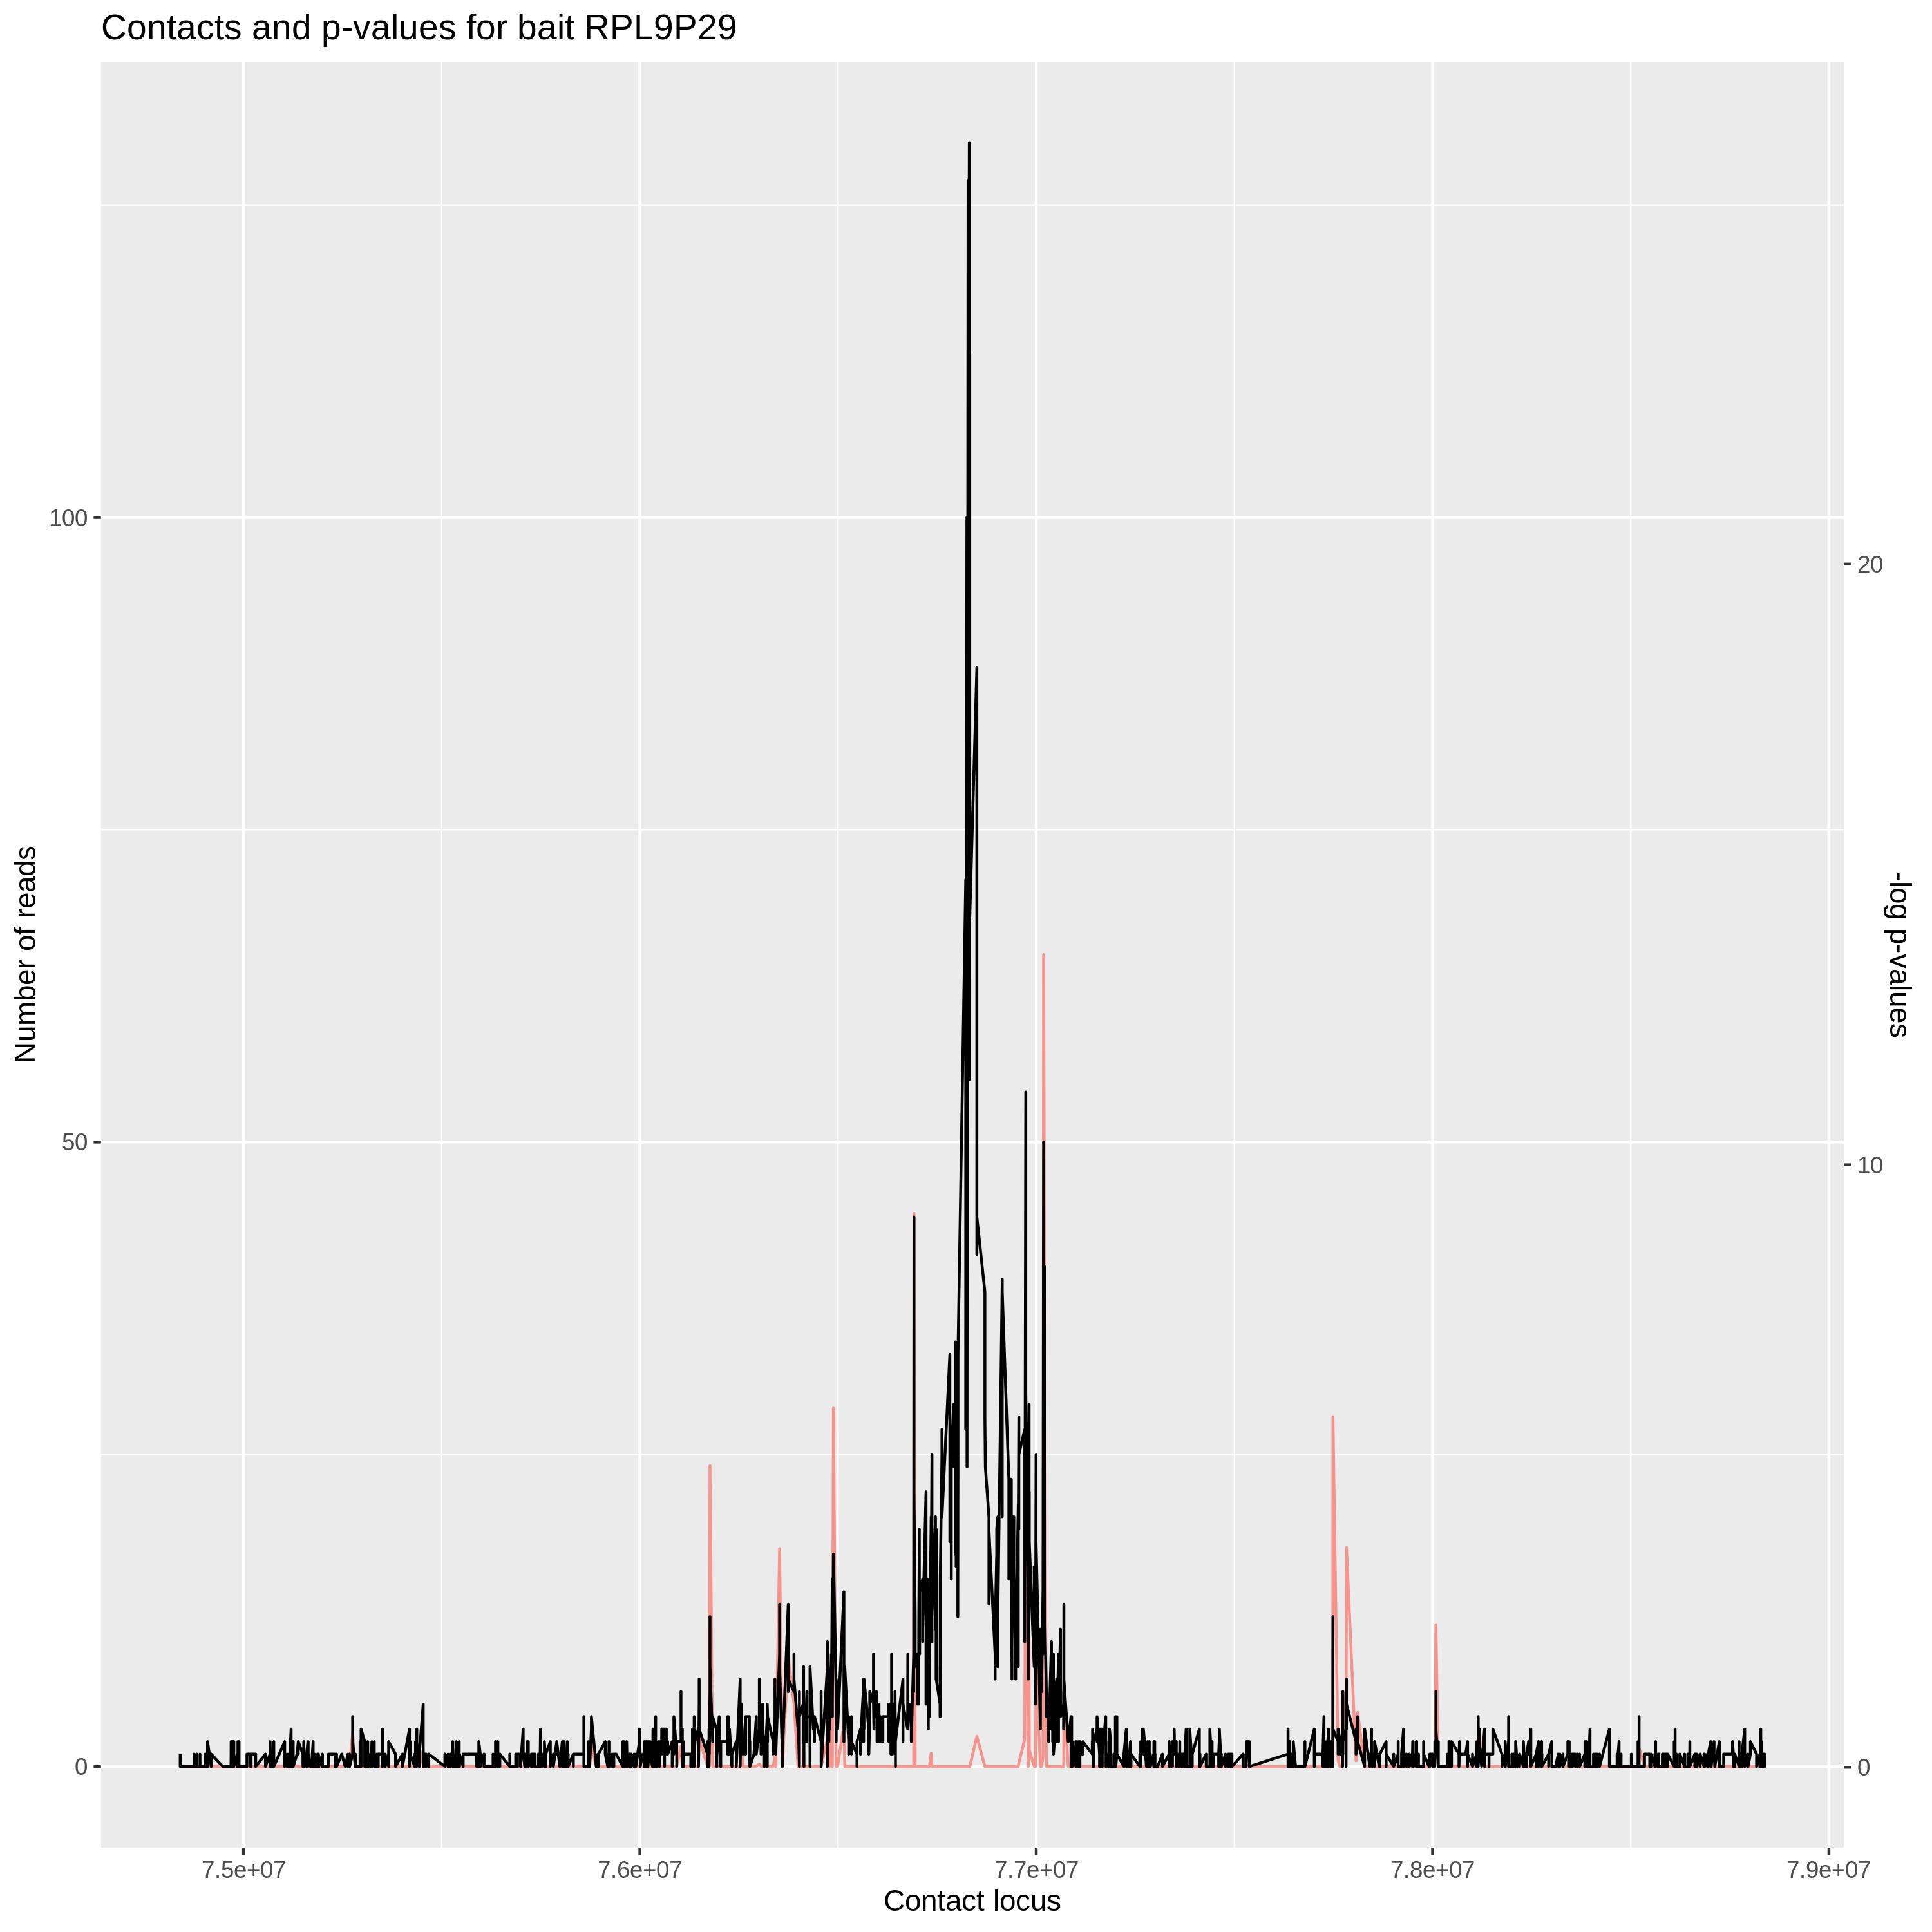 Contacts and p-values for bait RPL9P29
Number of reads
100
50
0
20
10
0
-log p-values
7.5e+07
7.6e+07
7.7e+07
7.8e+07
7.9e+07
Contact locus